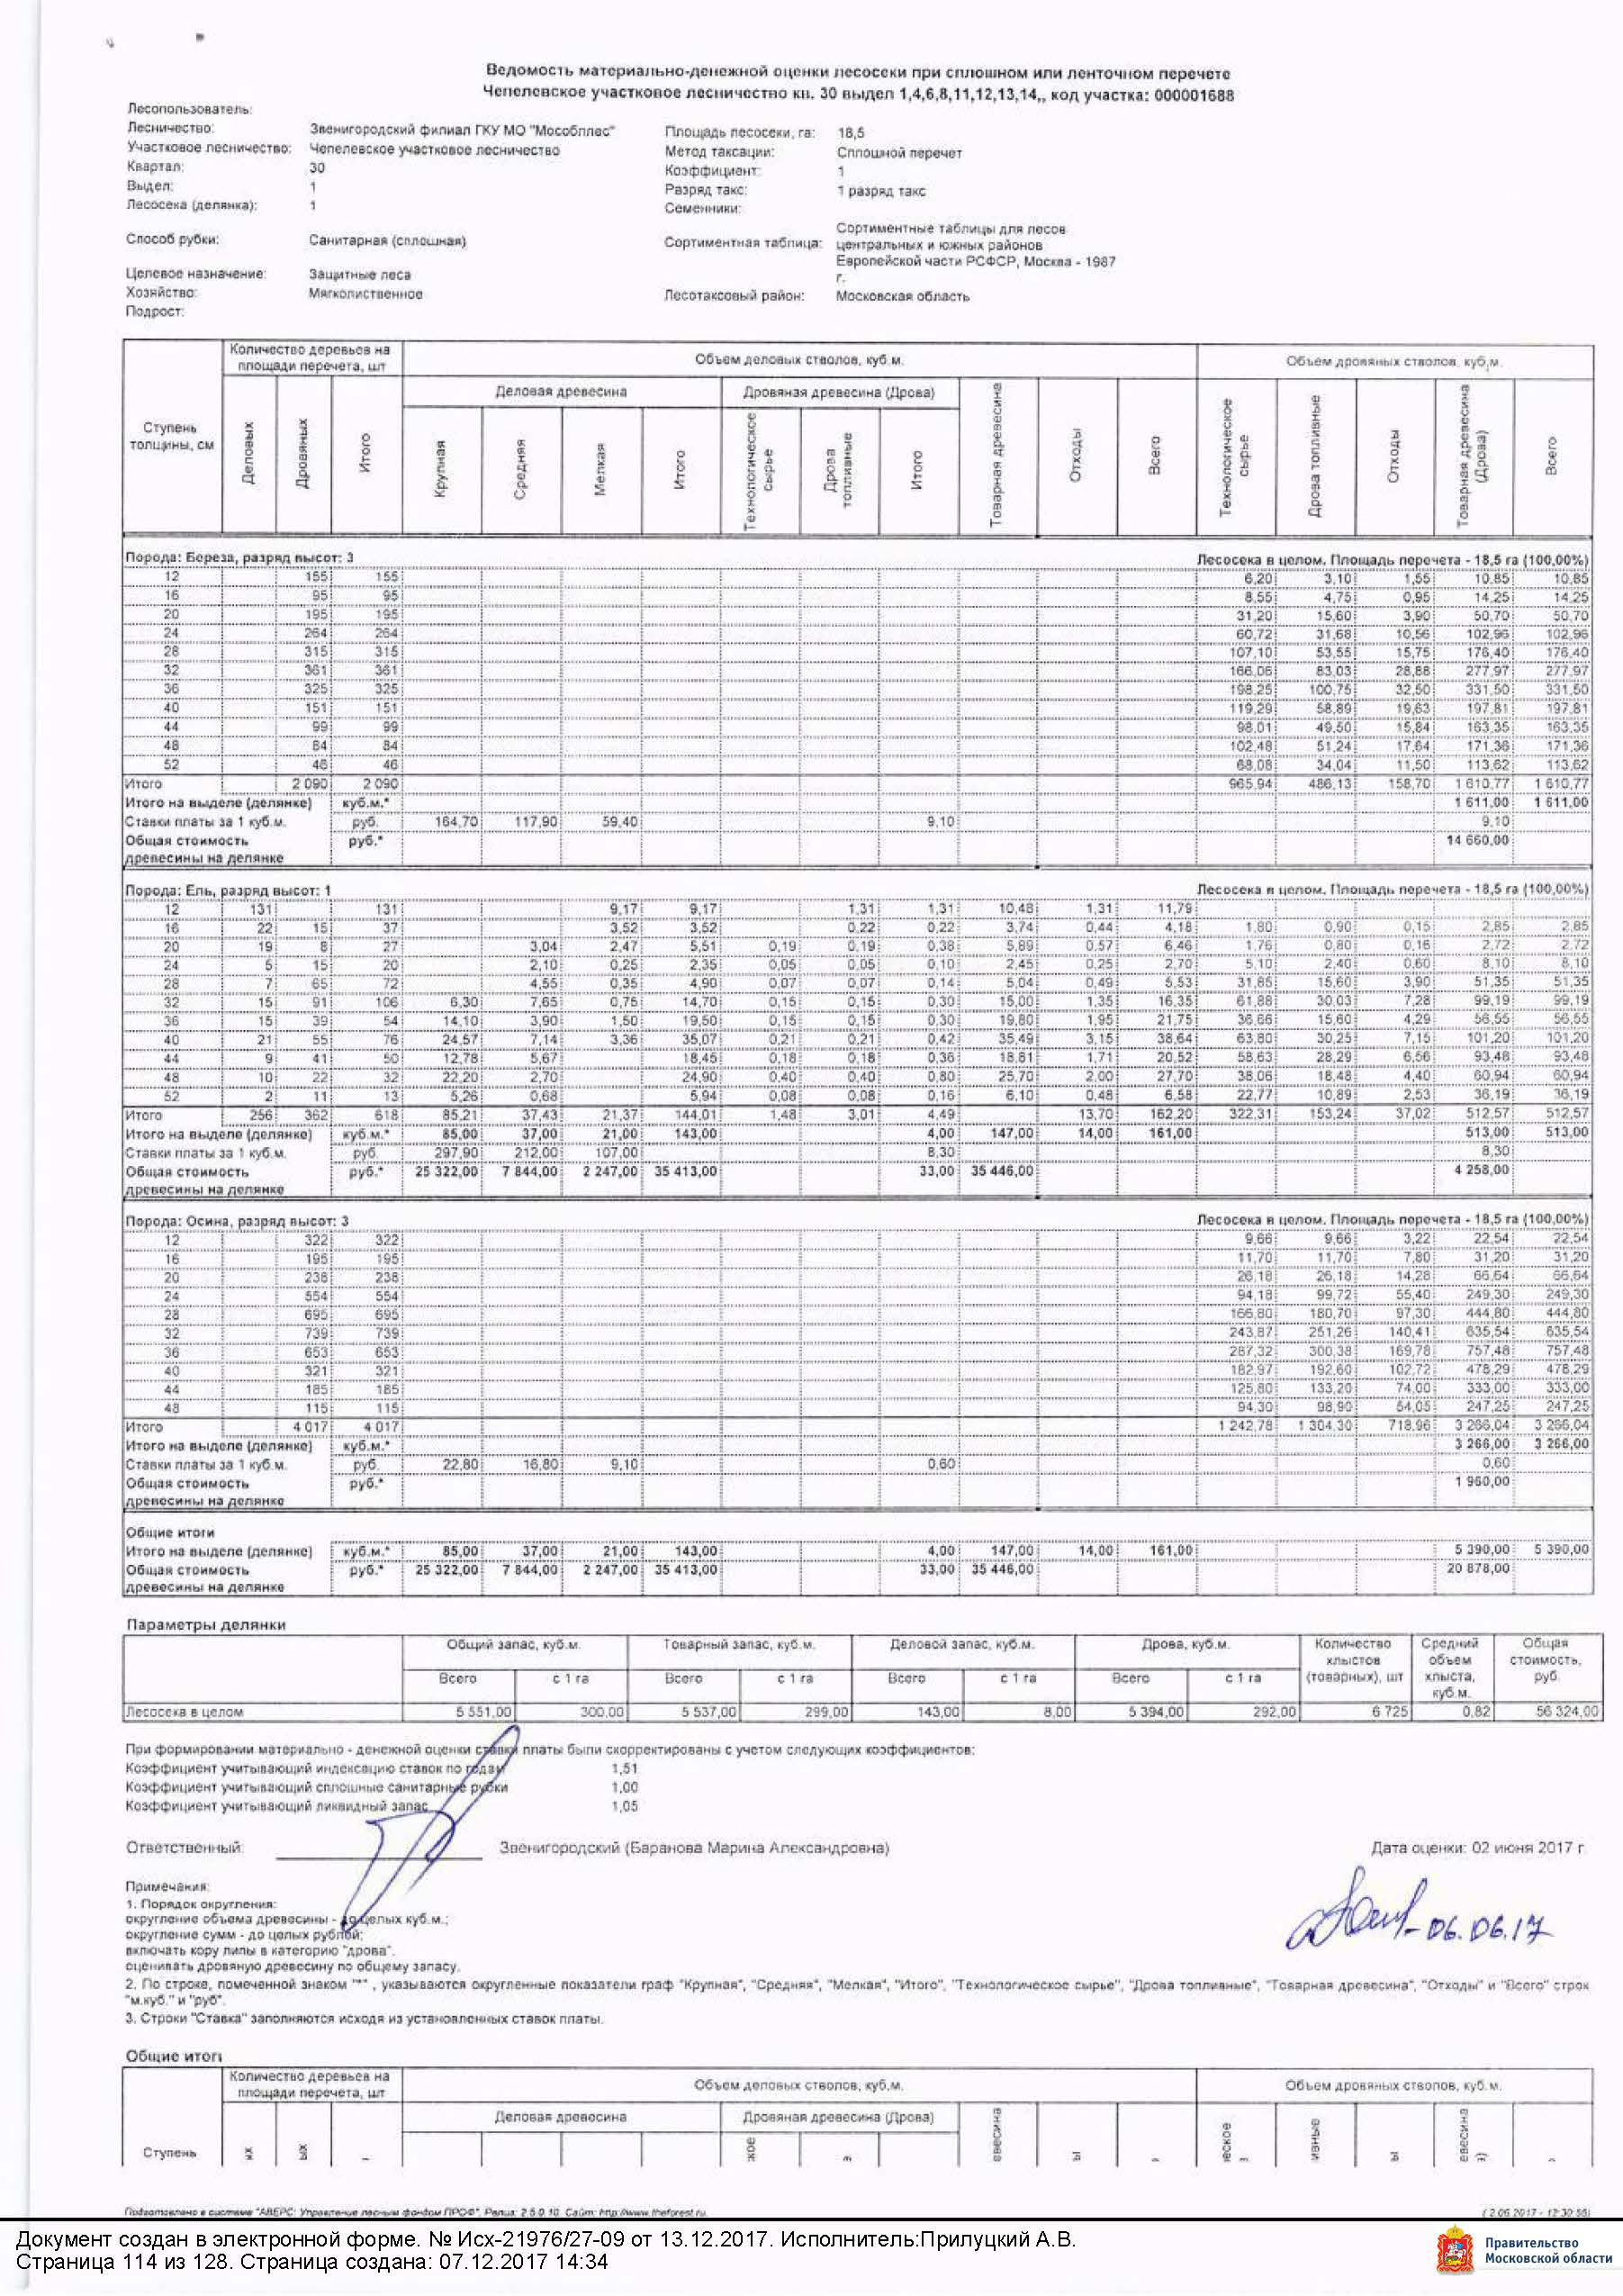 Ведомость материально-денежной оценки лесосеки при сплошном или ленточном перечете
Чепелевское участковое лесничество кв. 30 выдел 1,4,6,8,11,12,13,14,, код участка: 000001688
Лесопользователь:
Лесничество: Звенигородский филиал ГКУ МО "Мособллес" Площадь лесосеки, га: 18,5
Участковое лесничество: Чепелевское участковое лесничество Метод таксации: Сплошной перечет
Квартал: 30 Коэффициент: 1
Выдел: 1 Разряд такс: 1 разряд такс
Лесосека (делянка): 1 Семенники:
Способ рубки: Санитарная (сплошная) Сортиментная таблица: Сортиментные таблицы для лесов
центральных и южных районов
Европейской части РСФСР, Москва - 1987
г.
Целевое назначение: Защитные леса
Хозяйство: Мягколиственное Лесотаксовый район: Московская область
Подрост:
Ступень толщины, см Количество деревьев на площади перечета, шт Объем деловых стволов, куб.м. Объем дровяных стволов, куб.м.
Деловая древесина Дровяная древесина (Дрова)
Деловых Дровяных Итого Крупная Средняя Мелкая Итого Технологическое сырье Дрова топливные Итого Товарная древесина Отходы Всего Технологическое сырье Дрова топливные Отходы Товарная древесина (Дрова) Всего
Порода: Береза, разряд высот: 3 Лесосека в целом. Площадь перечета - 18,5 га (100,00%)
12 155 155 6,20 3,10 1,55 10,85 10,85
16 95 95 8,55 4,75 0,95 14,25 14,25
20 195 195 31,20 15,60 3,90 50,70 50,70
24 264 264 60,72 31,68 10,56 102,96 102,96
28 315 315 107,10 53,55 15,75 176,40 176,40
32 361 361 166,06 83,03 28,88 277,97 277,97
36 325 325 198,25 100,75 32,50 331,50 331,50
40 151 151 119,29 58,89 19,63 197,81 197,81
44 99 99 98,01 49,50 15,84 163,35 163,35
48 84 84 102,48 51,24 17,64 171,36 171,36
52 46 46 68,08 34,04 11,50 113,62 113,62
Итого 2 090 2 090 965,94 486,13 158,70 1 610,77 1 610,77
Итого на выделе (делянке) куб.м.* 1 611,00 1 611,00
Ставки платы за 1 куб.м. руб. 164,70 117,90 59,40 9,10 9,10
Общая стоимость руб.* 14 660,00
древесины на делянке
Порода: Ель, разряд высот: 1 Лесосека в целом. Площадь перечета - 18,5 га (100,00%)
12 131 131 9,17 9,17 1,31 1,31 10,48 1,31 11,79
16 22 15 37 3,52 3,52 0,22 0,22 3,74 0,44 4,18 1,80 0,90 0,15 2,85 2,85
20 19 8 27 3,04 2,47 5,51 0,19 0,19 0,38 5,89 0,57 6,46 1,76 0,80 0,16 2,72 2,72
24 5 15 20 2,10 0,25 2,35 0,05 0,05 0,10 2,45 0,25 2,70 5,10 2,40 0,60 8,10 8,10
28 7 65 72 4,55 0,35 4,90 0,07 0,07 0,14 5,04 0,49 5,53 31,85 15,60 3,90 51,35 51,35
32 15 91 106 6,30 7,65 0,75 14,70 0,15 0,15 0,30 15,00 1,35 16,35 61,88 30,03 7,28 99,19 99,19
36 15 39 54 14,10 3,90 1,50 19,50 0,15 0,15 0,30 19,80 1,95 21,75 36,66 15,60 4,29 56,55 56,55
40 21 55 76 24,57 7,14 3,36 35,07 0,21 0,21 0,42 35,49 3,15 38,64 63,80 30,25 7,15 101,20 101,20
44 9 41 50 12,78 5,67 18,45 0,18 0,18 0,36 18,81 1,71 20,52 58,63 28,29 6,56 93,48 93,48
48 10 22 32 22,20 2,70 24,90 0,40 0,40 0,80 25,70 2,00 27,70 38,06 18,48 4,40 60,94 60,94
52 2 11 13 5,26 0,68 5,94 0,08 0,08 0,16 6,10 0,48 6,58 22,77 10,89 2,53 36,19 36,19
Итого 256 362 618 85,21 37,43 21,37 144,01 1,48 3,01 4,49 13,70 162,20 322,31 153,24 37,02 512,57 512,57
Итого на выделе (делянке) куб.м.* 85,00 37,00 21,00 143,00 4,00 147,00 14,00 161,00 513,00 513,00
Ставки платы за 1 куб.м. руб. 297,90 212,00 107,00 8,30 8,30
Общая стоимость руб.* 25 322,00 7 844,00 2 247,00 35 413,00 33,00 35 446,00 4 258,00
древесины на делянке
Порода: Осина, разряд высот: 3 Лесосека в целом. Площадь перечета - 18,5 га (100,00%)
12 322 322 9,66 9,66 3,22 22,54 22,54
16 195 195 11,70 11,70 7,80 31,20 31,20
20 238 238 26,18 26,18 14,28 66,64 66,64
24 554 554 94,18 99,72 55,40 249,30 249,30
28 695 695 166,80 180,70 97,30 444,80 444,80
32 739 739 243,87 251,26 140,41 635,54 635,54
36 653 653 287,32 300,38 169,78 757,48 757,48
40 321 321 182,97 192,60 102,72 478,29 478,29
44 185 185 125,80 133,20 74,00 333,00 333,00
48 115 115 94,30 98,90 54,05 247,25 247,25
Итого 4 017 4 017 1 242,78 1 304,30 718,96 3 266,04 3 266,04
Итого на выделе (делянке) куб.м.* 3 266,00 3 266,00
Ставки платы за 1 куб.м. руб. 22,80 16,80 9,10 0,60 0,60
Общая стоимость руб.* 1 960,00
древесины на делянке
Общие итоги
Итого на выделе (делянке) куб.м.* 85,00 37,00 21,00 143,00 4,00 147,00 14,00 161,00 5 390,00 5 390,00
Общая стоимость руб.* 25 322,00 7 844,00 2 247,00 35 413,00 33,00 35 446,00 20 878,00
древесины на делянке
Параметры делянки
Общий запас, куб.м. Товарный запас, куб.м. Деловой запас, куб.м. Дрова, куб.м. Количество хлыстов (товарных), шт Средний объем хлыста, куб.м. Общая стоимость, руб.
Всего с 1 га Всего с 1 га Всего с 1 га Всего с 1 га
Лесосека в целом 5 551,00 300,00 5 537,00 299,00 143,00 8,00 5 394,00 292,00 6 725 0,82 56 324,00
При формировании материально - денежной оценки ставки платы были скорректированы с учетом следующих коэффициентов:
Коэффициент учитывающий индексацию ставок по годам 1,51
Коэффициент учитывающий сплошные санитарные рубки 1,00
Коэффициент учитывающий ликвидный запас 1,05
Ответственный: Звенигородский (Баранова Марина Александровна) Дата оценки: 02 июня 2017 г.
06.06.17
Примечания:
1. Порядок округления:
округление объема древесины - до целых куб.м.;
округление сумм - до целых рублей;
включать кору липы в категорию "дрова".
оценивать дровяную древесину по общему запасу.
2. По строке, помеченной знаком "*" , указываются округленные показатели граф "Крупная", "Средняя", "Мелкая", "Итого", "Технологическое сырье", "Дрова топливные", "Товарная древесина", "Отходы" и "Всего" строк
"м.куб." и "руб".
3. Строки "Ставка" заполняются исходя из установленных ставок платы.
Общие итоги
Количество деревьев на площади перечета, шт Объем деловых стволов, куб.м. Объем дровяных стволов, куб.м.
Деловая древесина Дровяная древесина (Дрова)
Ступень
Подготовлено в системе "АВЕРС: Управление лесным фондом ПРОФ". Релиз: 2.6.0.10. Сайт: http://www.theforest.ru
Документ создан в электронной форме. № Исх-21976/27-09 от 13.12.2017. Исполнитель:Прилуцкий А.В.
Страница 114 из 128. Страница создана: 07.12.2017 14:34
Правительство
Московской области